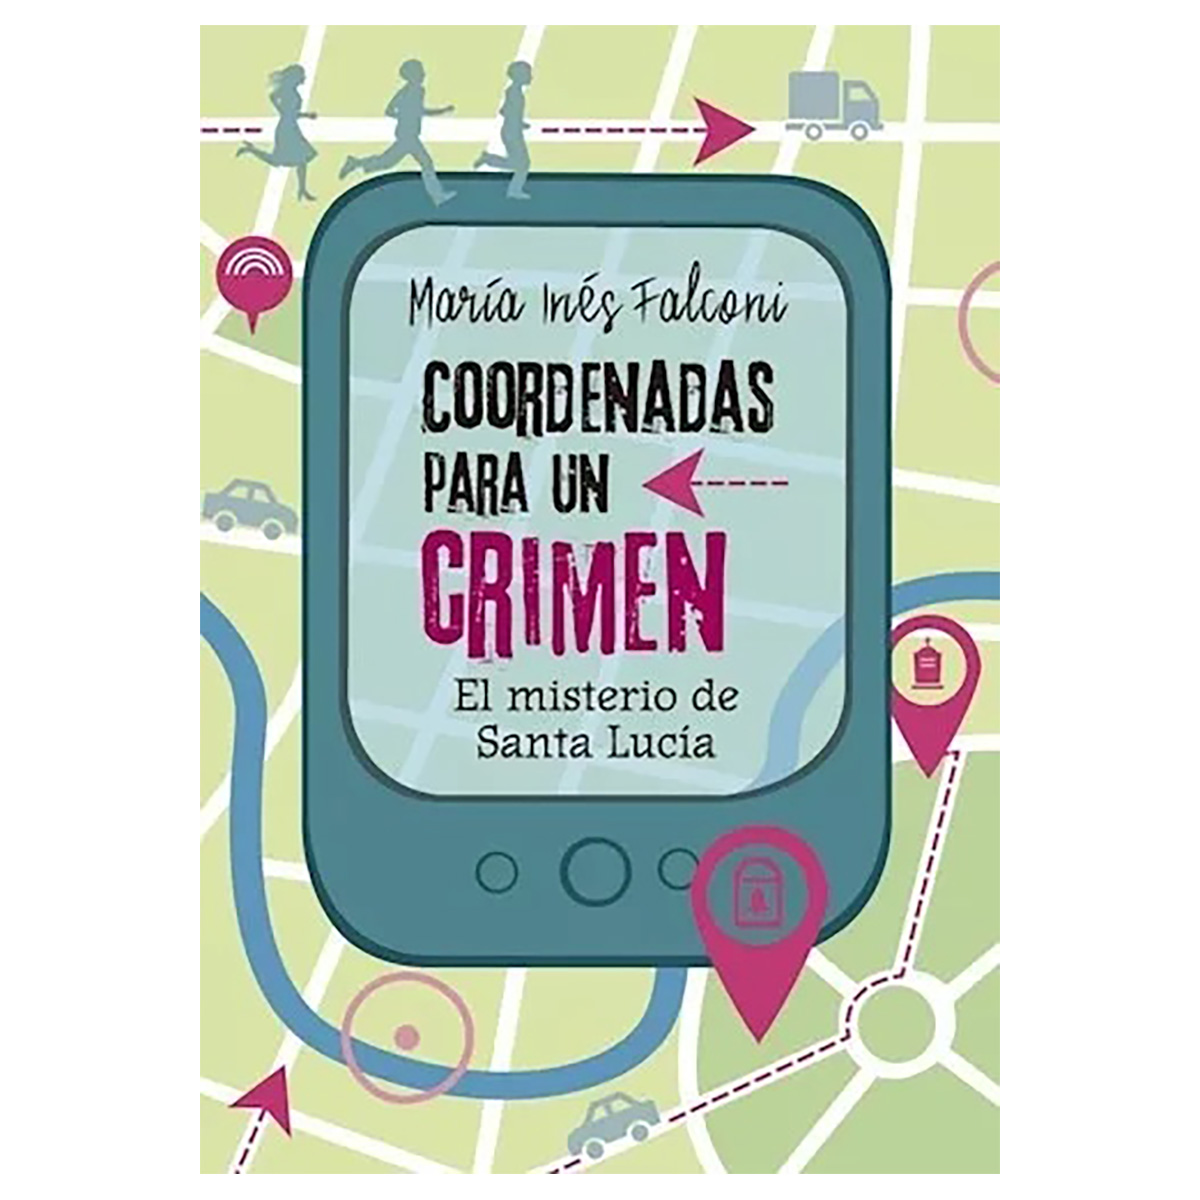 María Inés Falconi
COORDENADAS
PARA UN
CRIMEN
El misterio de
Santa Lucía